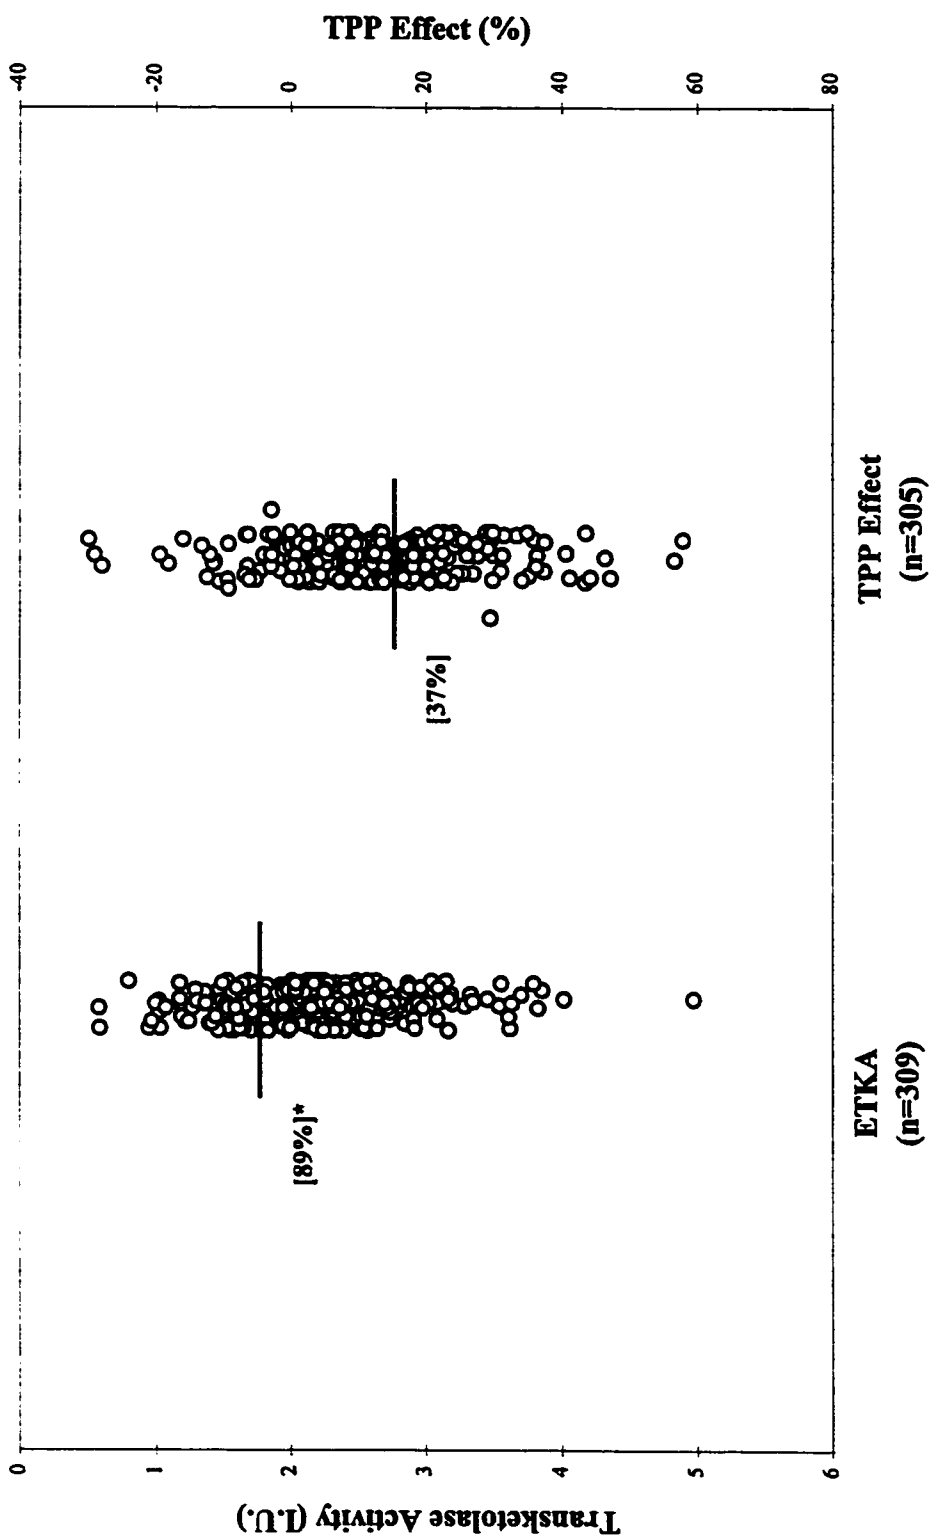 TPP Effect (%)
-40
-20
0
20
40
60
80
[37%]
TPP Effect
(n=305)
[89%]*
ETKA
(n=309)
0
1
2
3
4
5
6
Transketolase Activity (I.U.)